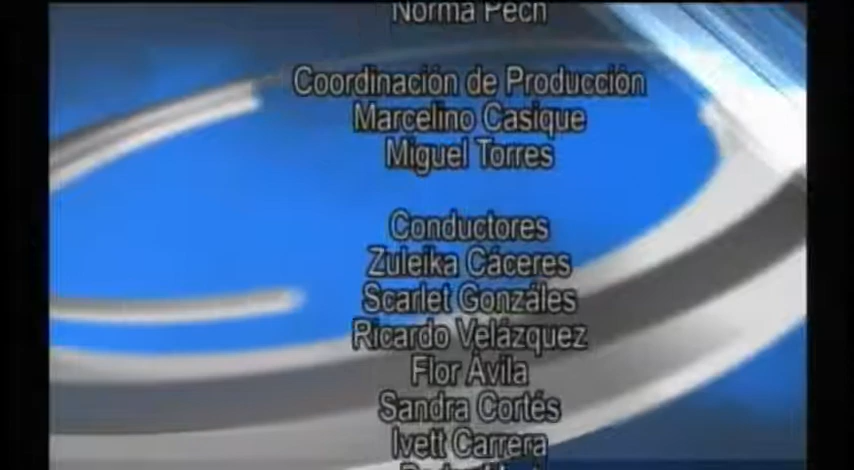 Norma Pech
Coordinación de Producción
Marcelino Casique
Miguel Torres
Conductores
Zuleika Cáceres
Scarlet Gonzáles
Ricardo Velázquez
Flor Ávila
Sandra Cortés
Ivett Carrera